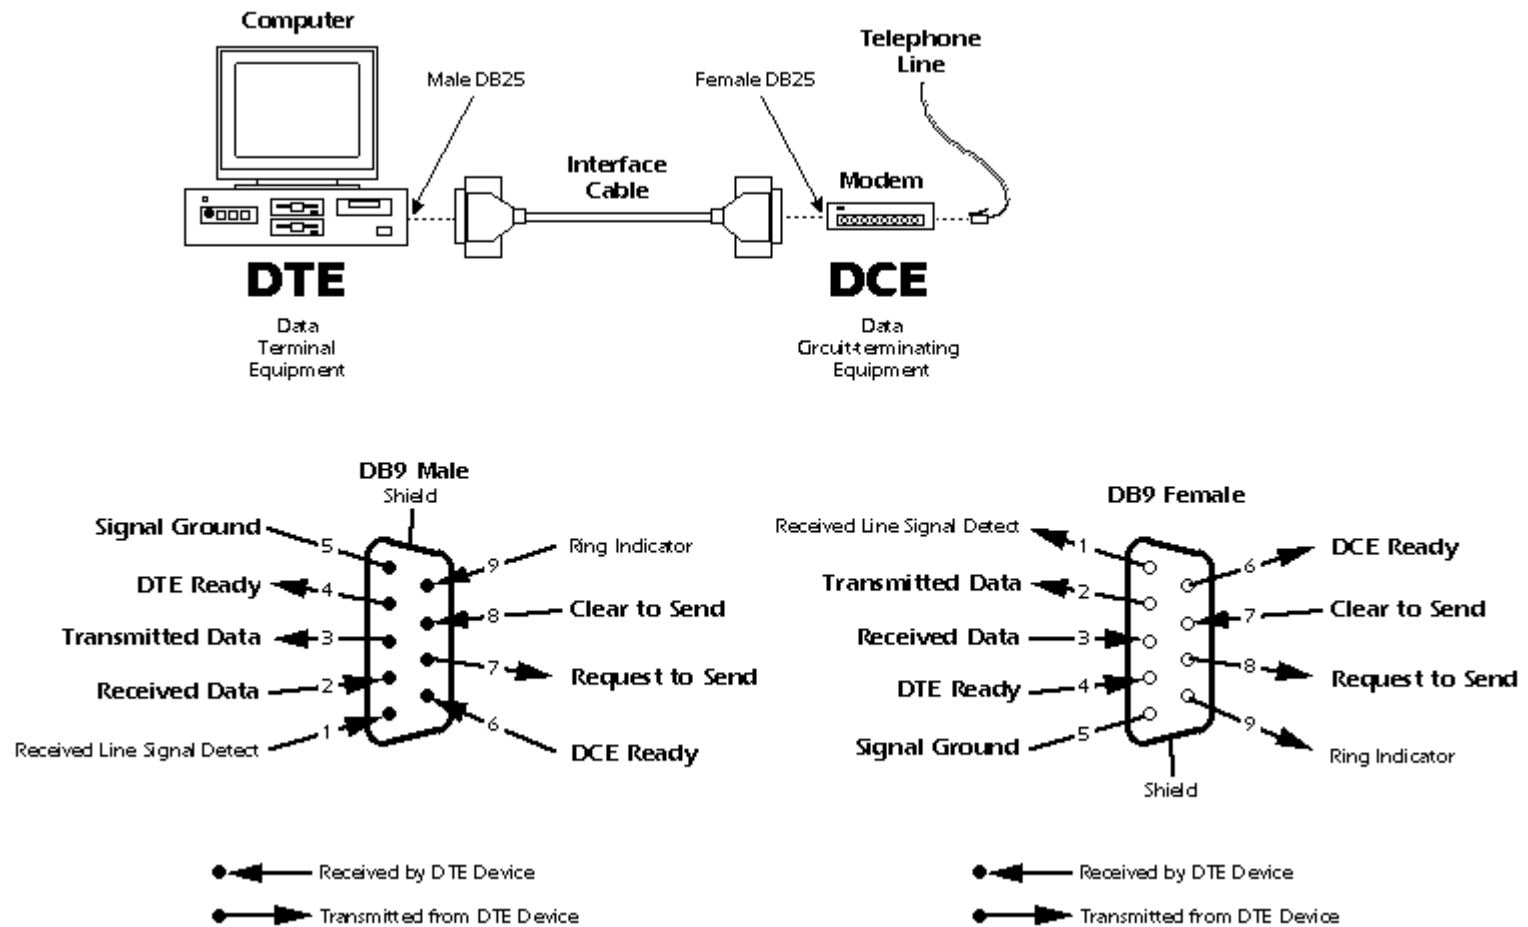 Computer
Telephone
Line
Male DB25
Female DB25
Interface
Cable
Modem
DTE
DCE
Data
Terminal
Equipment
Data
Circuit-terminating
Equipment
DB9 Male
Shield
Signal Ground
5
9
Ring Indicator
DTE Ready
4
8
Clear to Send
Transmitted Data
3
7
Request to Send
Received Data
2
6
DCE Ready
Received Line Signal Detect
1
DB9 Female
Received Line Signal Detect
1
6
DCE Ready
Transmitted Data
2
7
Clear to Send
Received Data
3
8
Request to Send
DTE Ready
4
9
Ring Indicator
Signal Ground
5
Shield
Received by DTE Device
Transmitted from DTE Device
Received by DTE Device
Transmitted from DTE Device